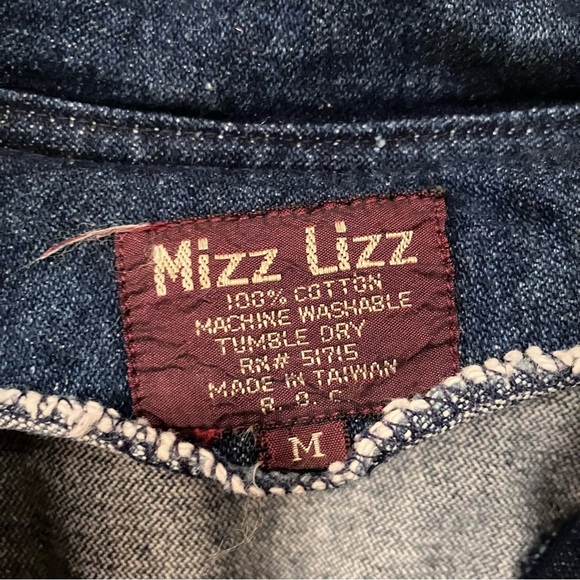 Mizz Lizz
100% COTTON
MACHINE WASHABLE
TUMBLE DRY
RN# 51715
MADE IN TAIWAN
R. O. C
M